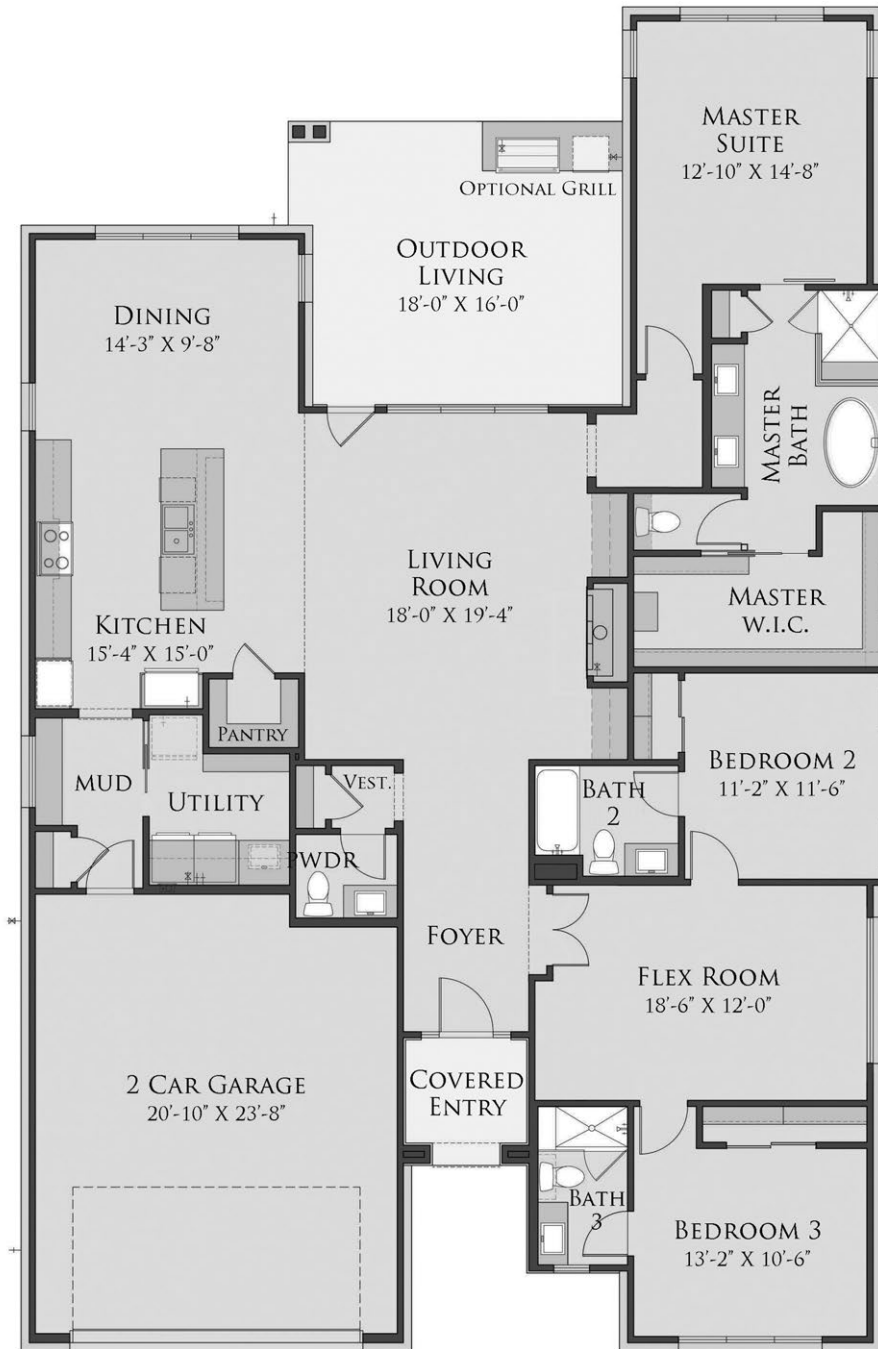 MASTER
SUITE
12'-10" X 14'-8"
OPTIONAL GRILL
OUTDOOR
LIVING
18'-0" X 16'-0"
DINING
14'-3" X 9'-8"
MASTER
BATH
LIVING
ROOM
18'-0" X 19'-4"
MASTER
W.I.C.
KITCHEN
15'-4" X 15'-0"
PANTRY
MUD
UTILITY
VEST.
BATH
2
BEDROOM 2
11'-2" X 11'-6"
PWDR
FOYER
FLEX ROOM
18'-6" X 12'-0"
2 CAR GARAGE
20'-10" X 23'-8"
COVERED
ENTRY
BATH
3
BEDROOM 3
13'-2" X 10'-6"